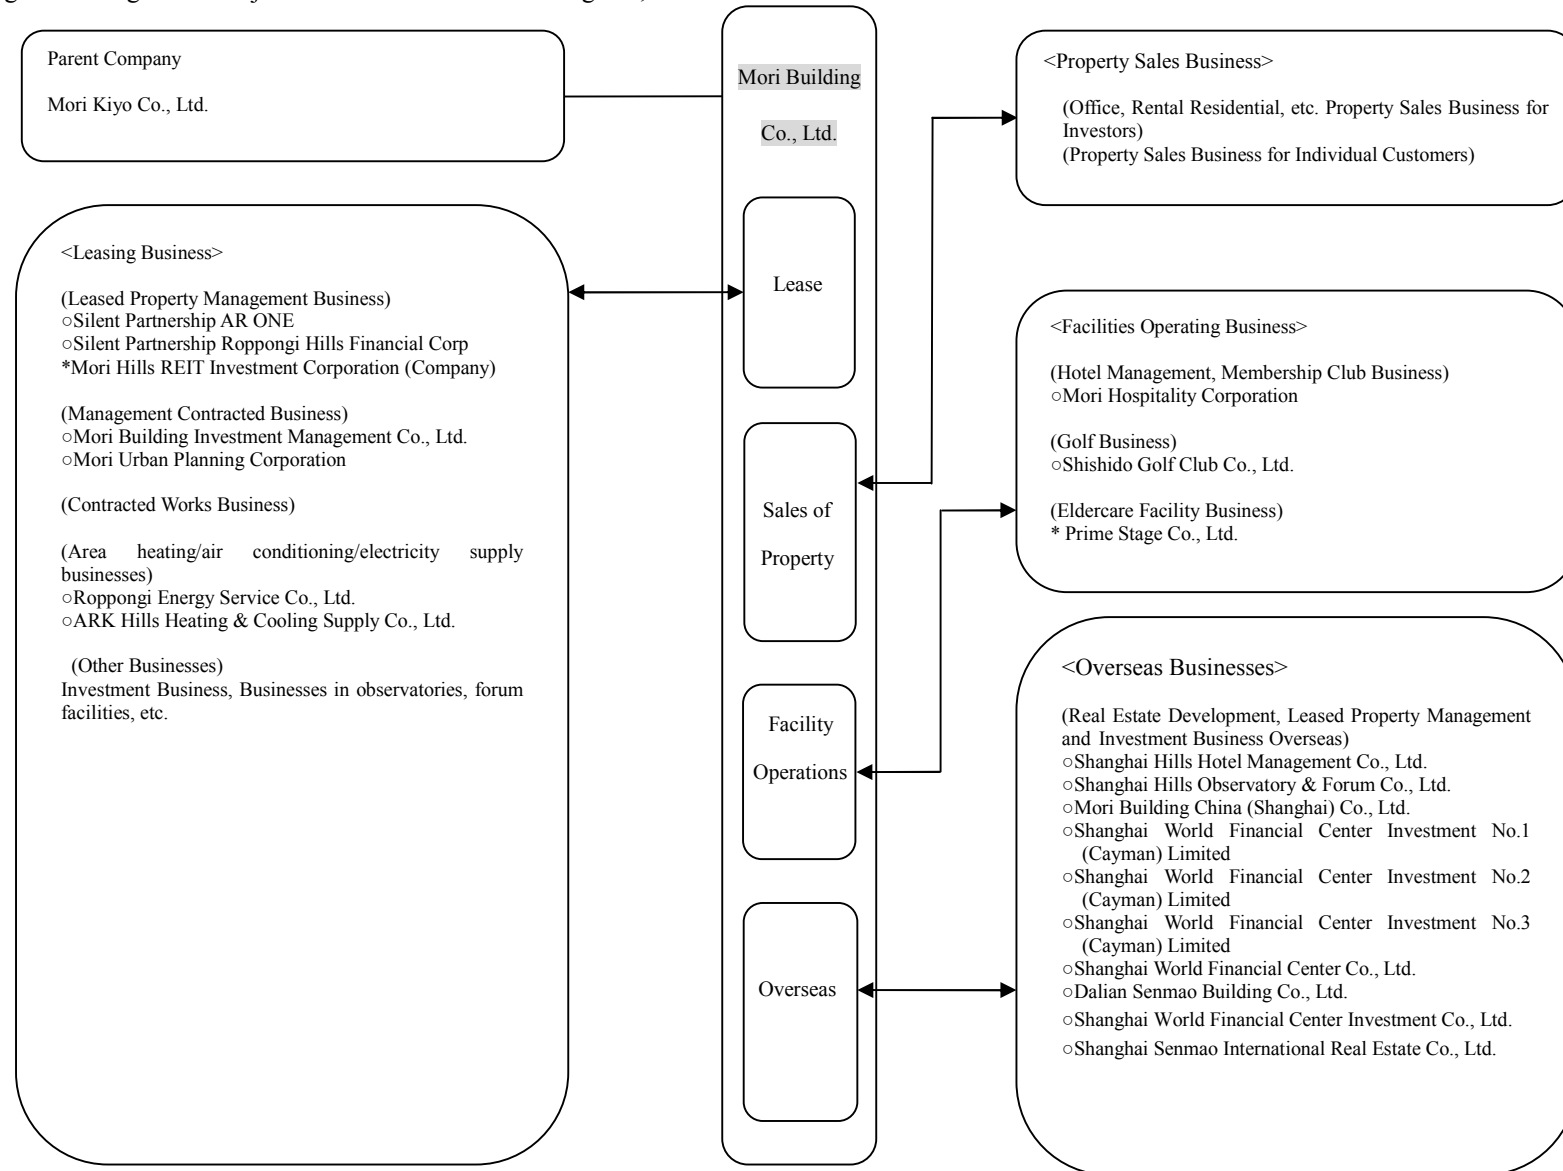 Parent Company
Mori Kiyo Co., Ltd.
<Leasing Business>
(Leased Property Management Business)
○Silent Partnership AR ONE
○Silent Partnership Roppongi Hills Financial Corp
*Mori Hills REIT Investment Corporation (Company)
(Management Contracted Business)
○Mori Building Investment Management Co., Ltd.
○Mori Urban Planning Corporation
(Contracted Works Business)
(Area heating/air conditioning/electricity supply
businesses)
○Roppongi Energy Service Co., Ltd.
○ARK Hills Heating & Cooling Supply Co., Ltd.
(Other Businesses)
Investment Business, Businesses in observatories, forum
facilities, etc.
Mori Building
Co., Ltd.
Lease
Sales of
Property
Facility
Operations
Overseas
<Property Sales Business>
(Office, Rental Residential, etc. Property Sales Business for
Investors)
(Property Sales Business for Individual Customers)
<Facilities Operating Business>
(Hotel Management, Membership Club Business)
○Mori Hospitality Corporation
(Golf Business)
○Shishido Golf Club Co., Ltd.
(Eldercare Facility Business)
* Prime Stage Co., Ltd.
<Overseas Businesses>
(Real Estate Development, Leased Property Management
and Investment Business Overseas)
○Shanghai Hills Hotel Management Co., Ltd.
○Shanghai Hills Observatory & Forum Co., Ltd.
○Mori Building China (Shanghai) Co., Ltd.
○Shanghai World Financial Center Investment No.1
(Cayman) Limited
○Shanghai World Financial Center Investment No.2
(Cayman) Limited
○Shanghai World Financial Center Investment No.3
(Cayman) Limited
○Shanghai World Financial Center Co., Ltd.
○Dalian Senmao Building Co., Ltd.
○Shanghai World Financial Center Investment Co., Ltd.
○Shanghai Senmao International Real Estate Co., Ltd.